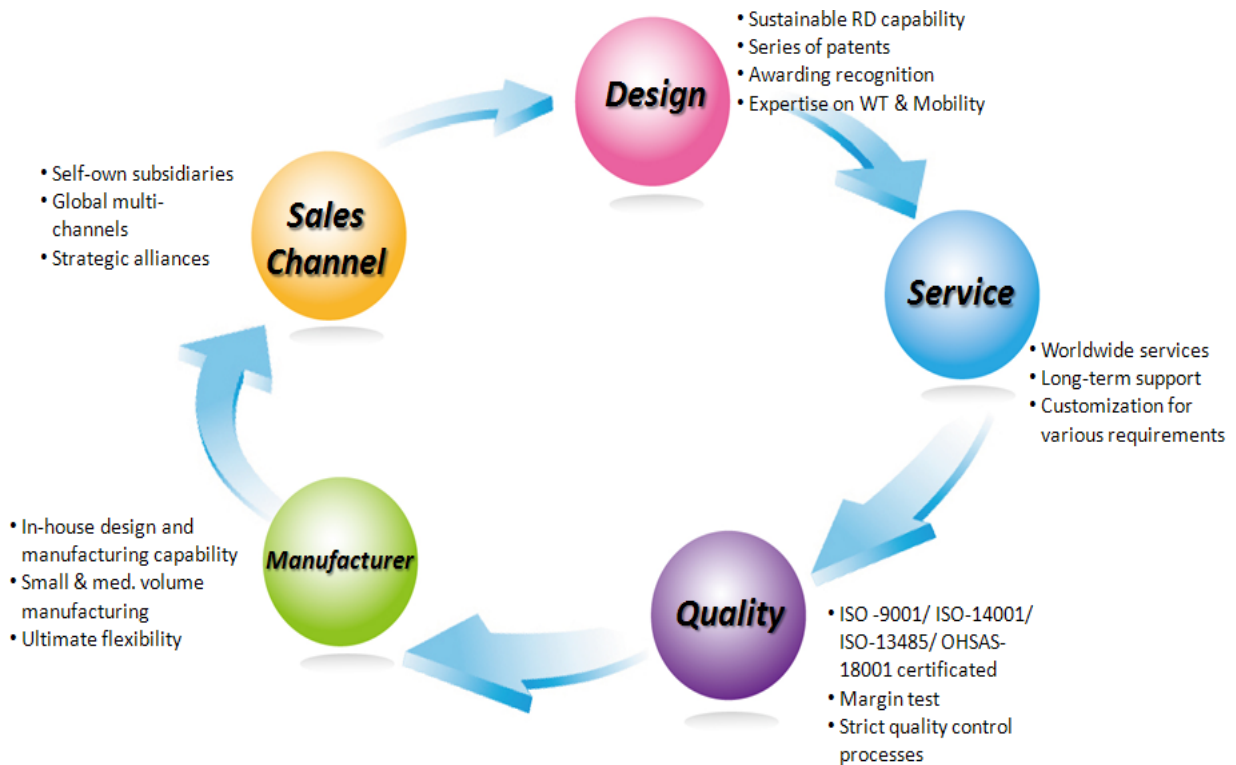 Design
• Sustainable RD capability
• Series of patents
• Awarding recognition
• Expertise on WT & Mobility
Service
• Worldwide services
• Long-term support
• Customization for
various requirements
Quality
• ISO -9001/ ISO-14001/
ISO-13485/ OHSAS-
18001 certificated
• Margin test
• Strict quality control
processes
Manufacturer
• In-house design and
manufacturing capability
• Small & med. volume
manufacturing
• Ultimate flexibility
Sales
Channel
• Self-own subsidiaries
• Global multi-
channels
• Strategic alliances